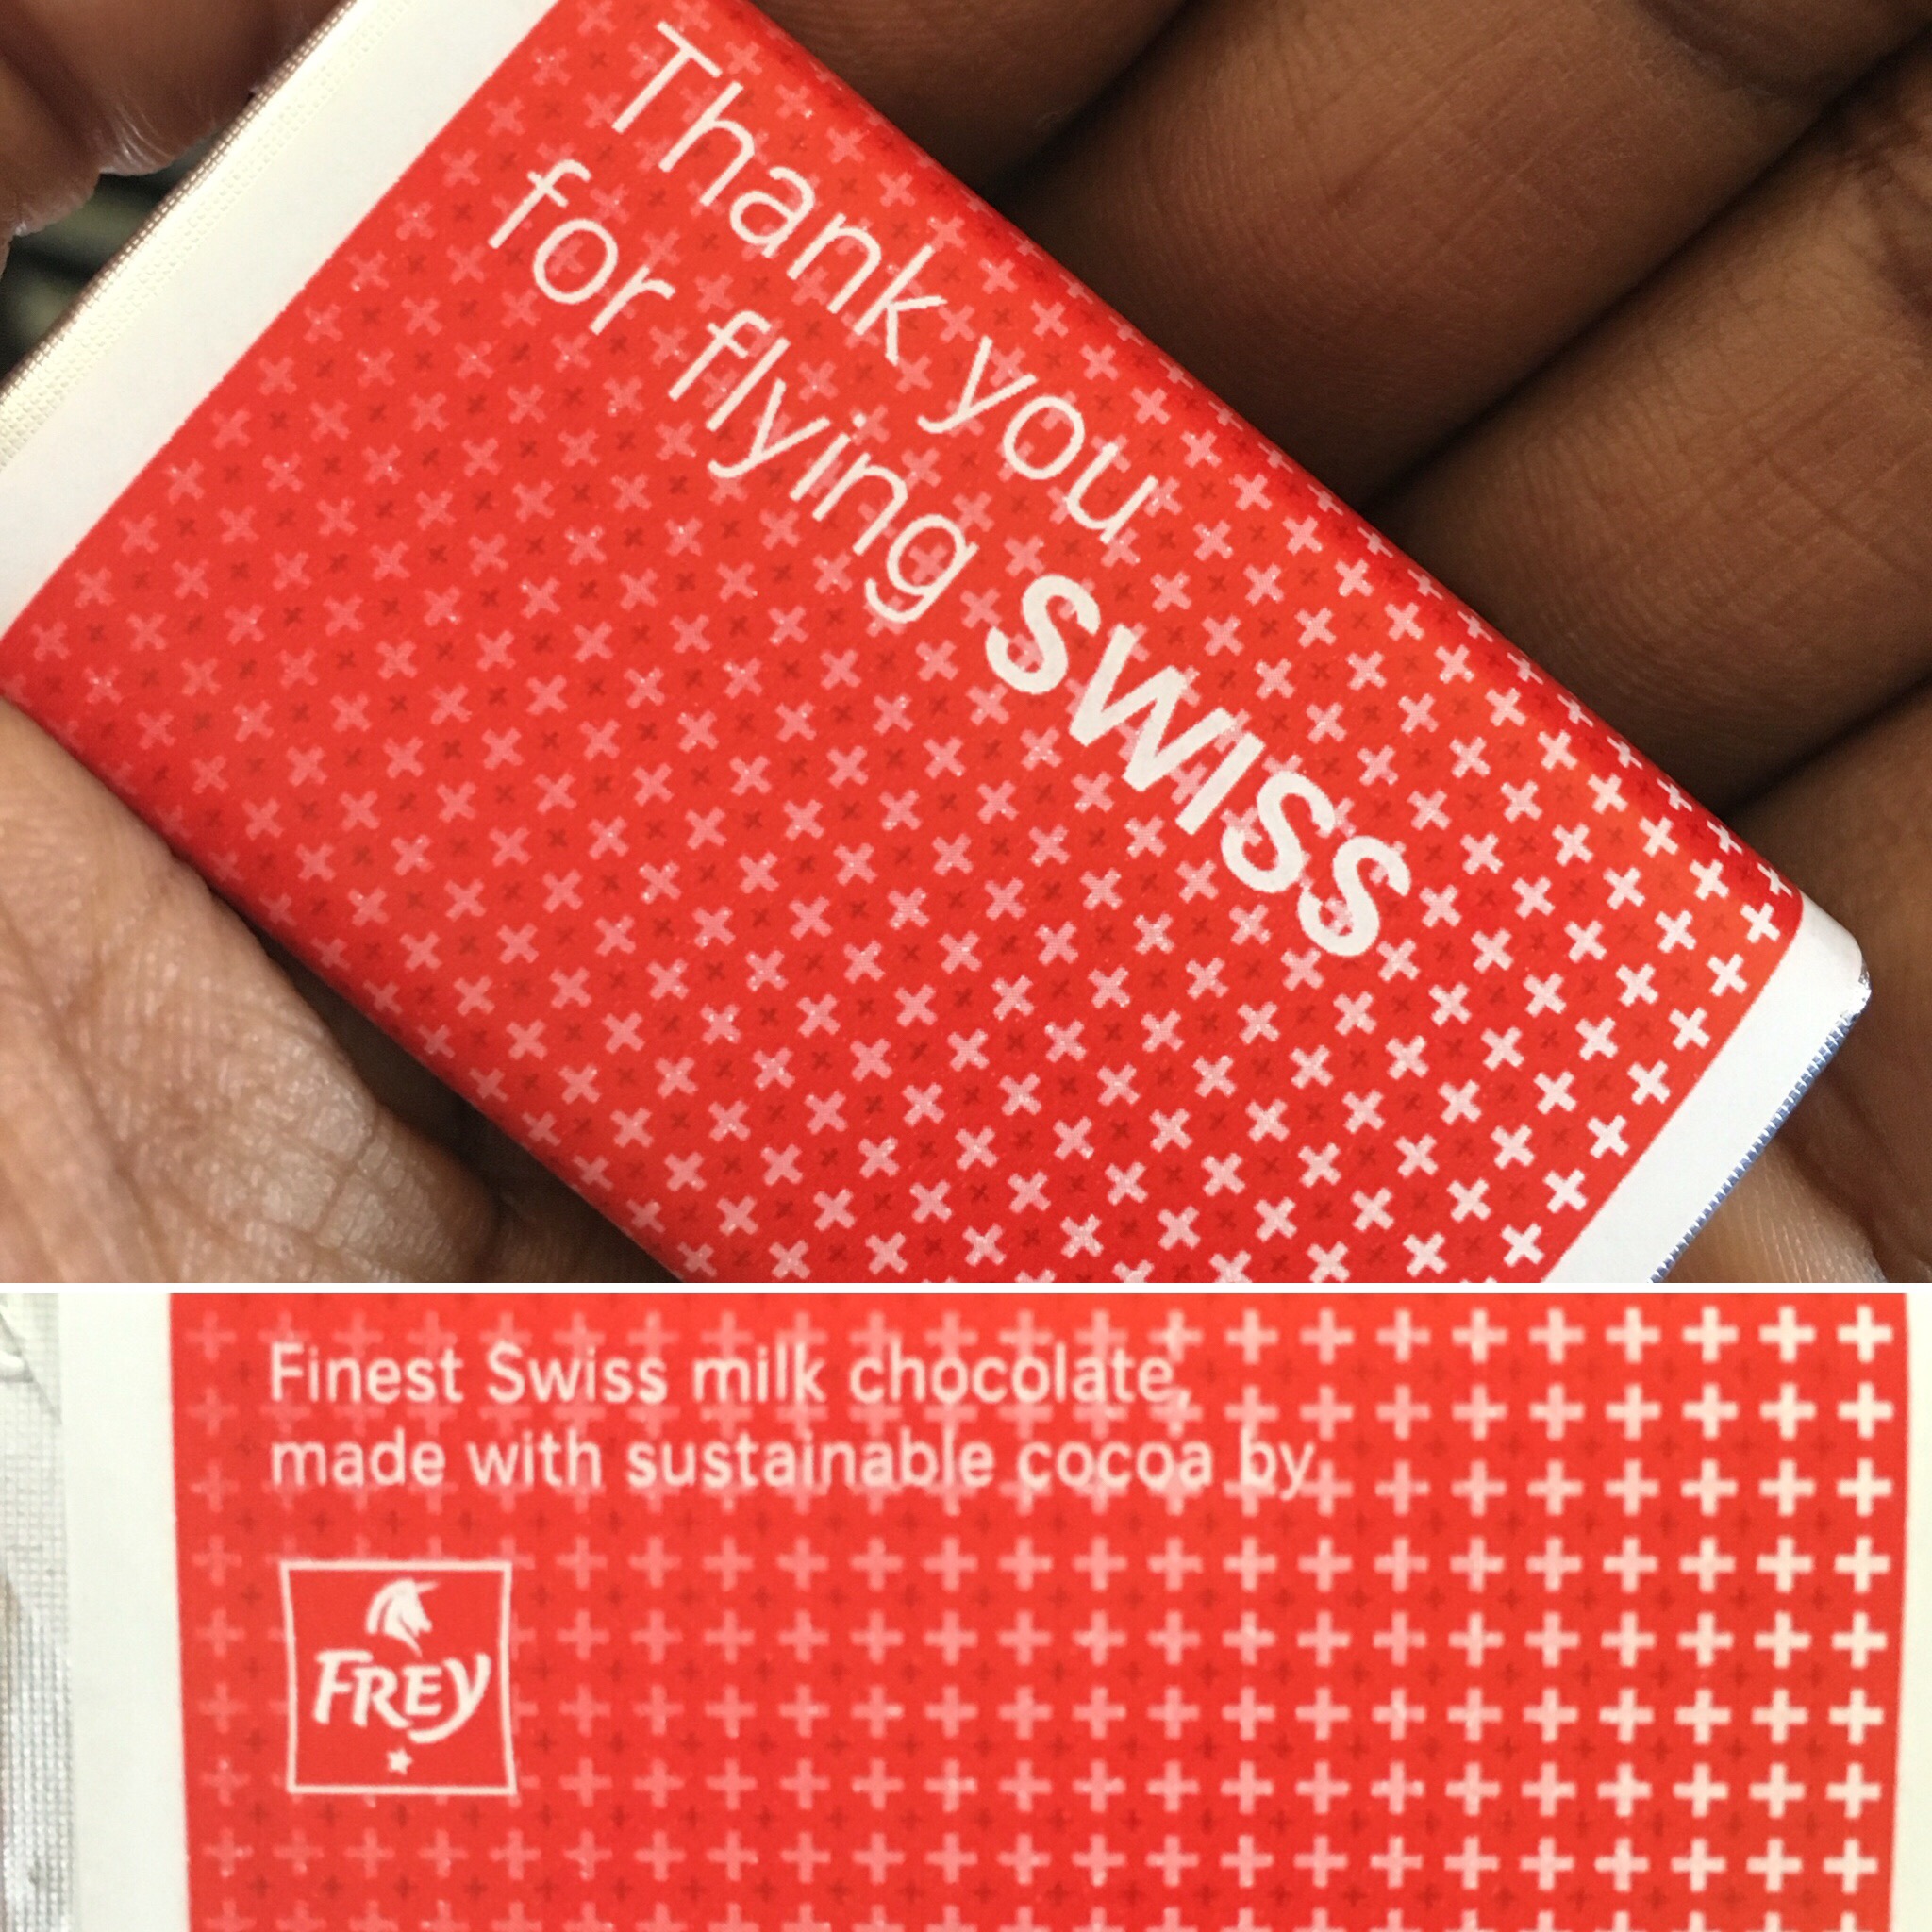 Thank you
for flying SWISS
Finest Swiss milk chocolate,
made with sustainable cocoa by
FREY